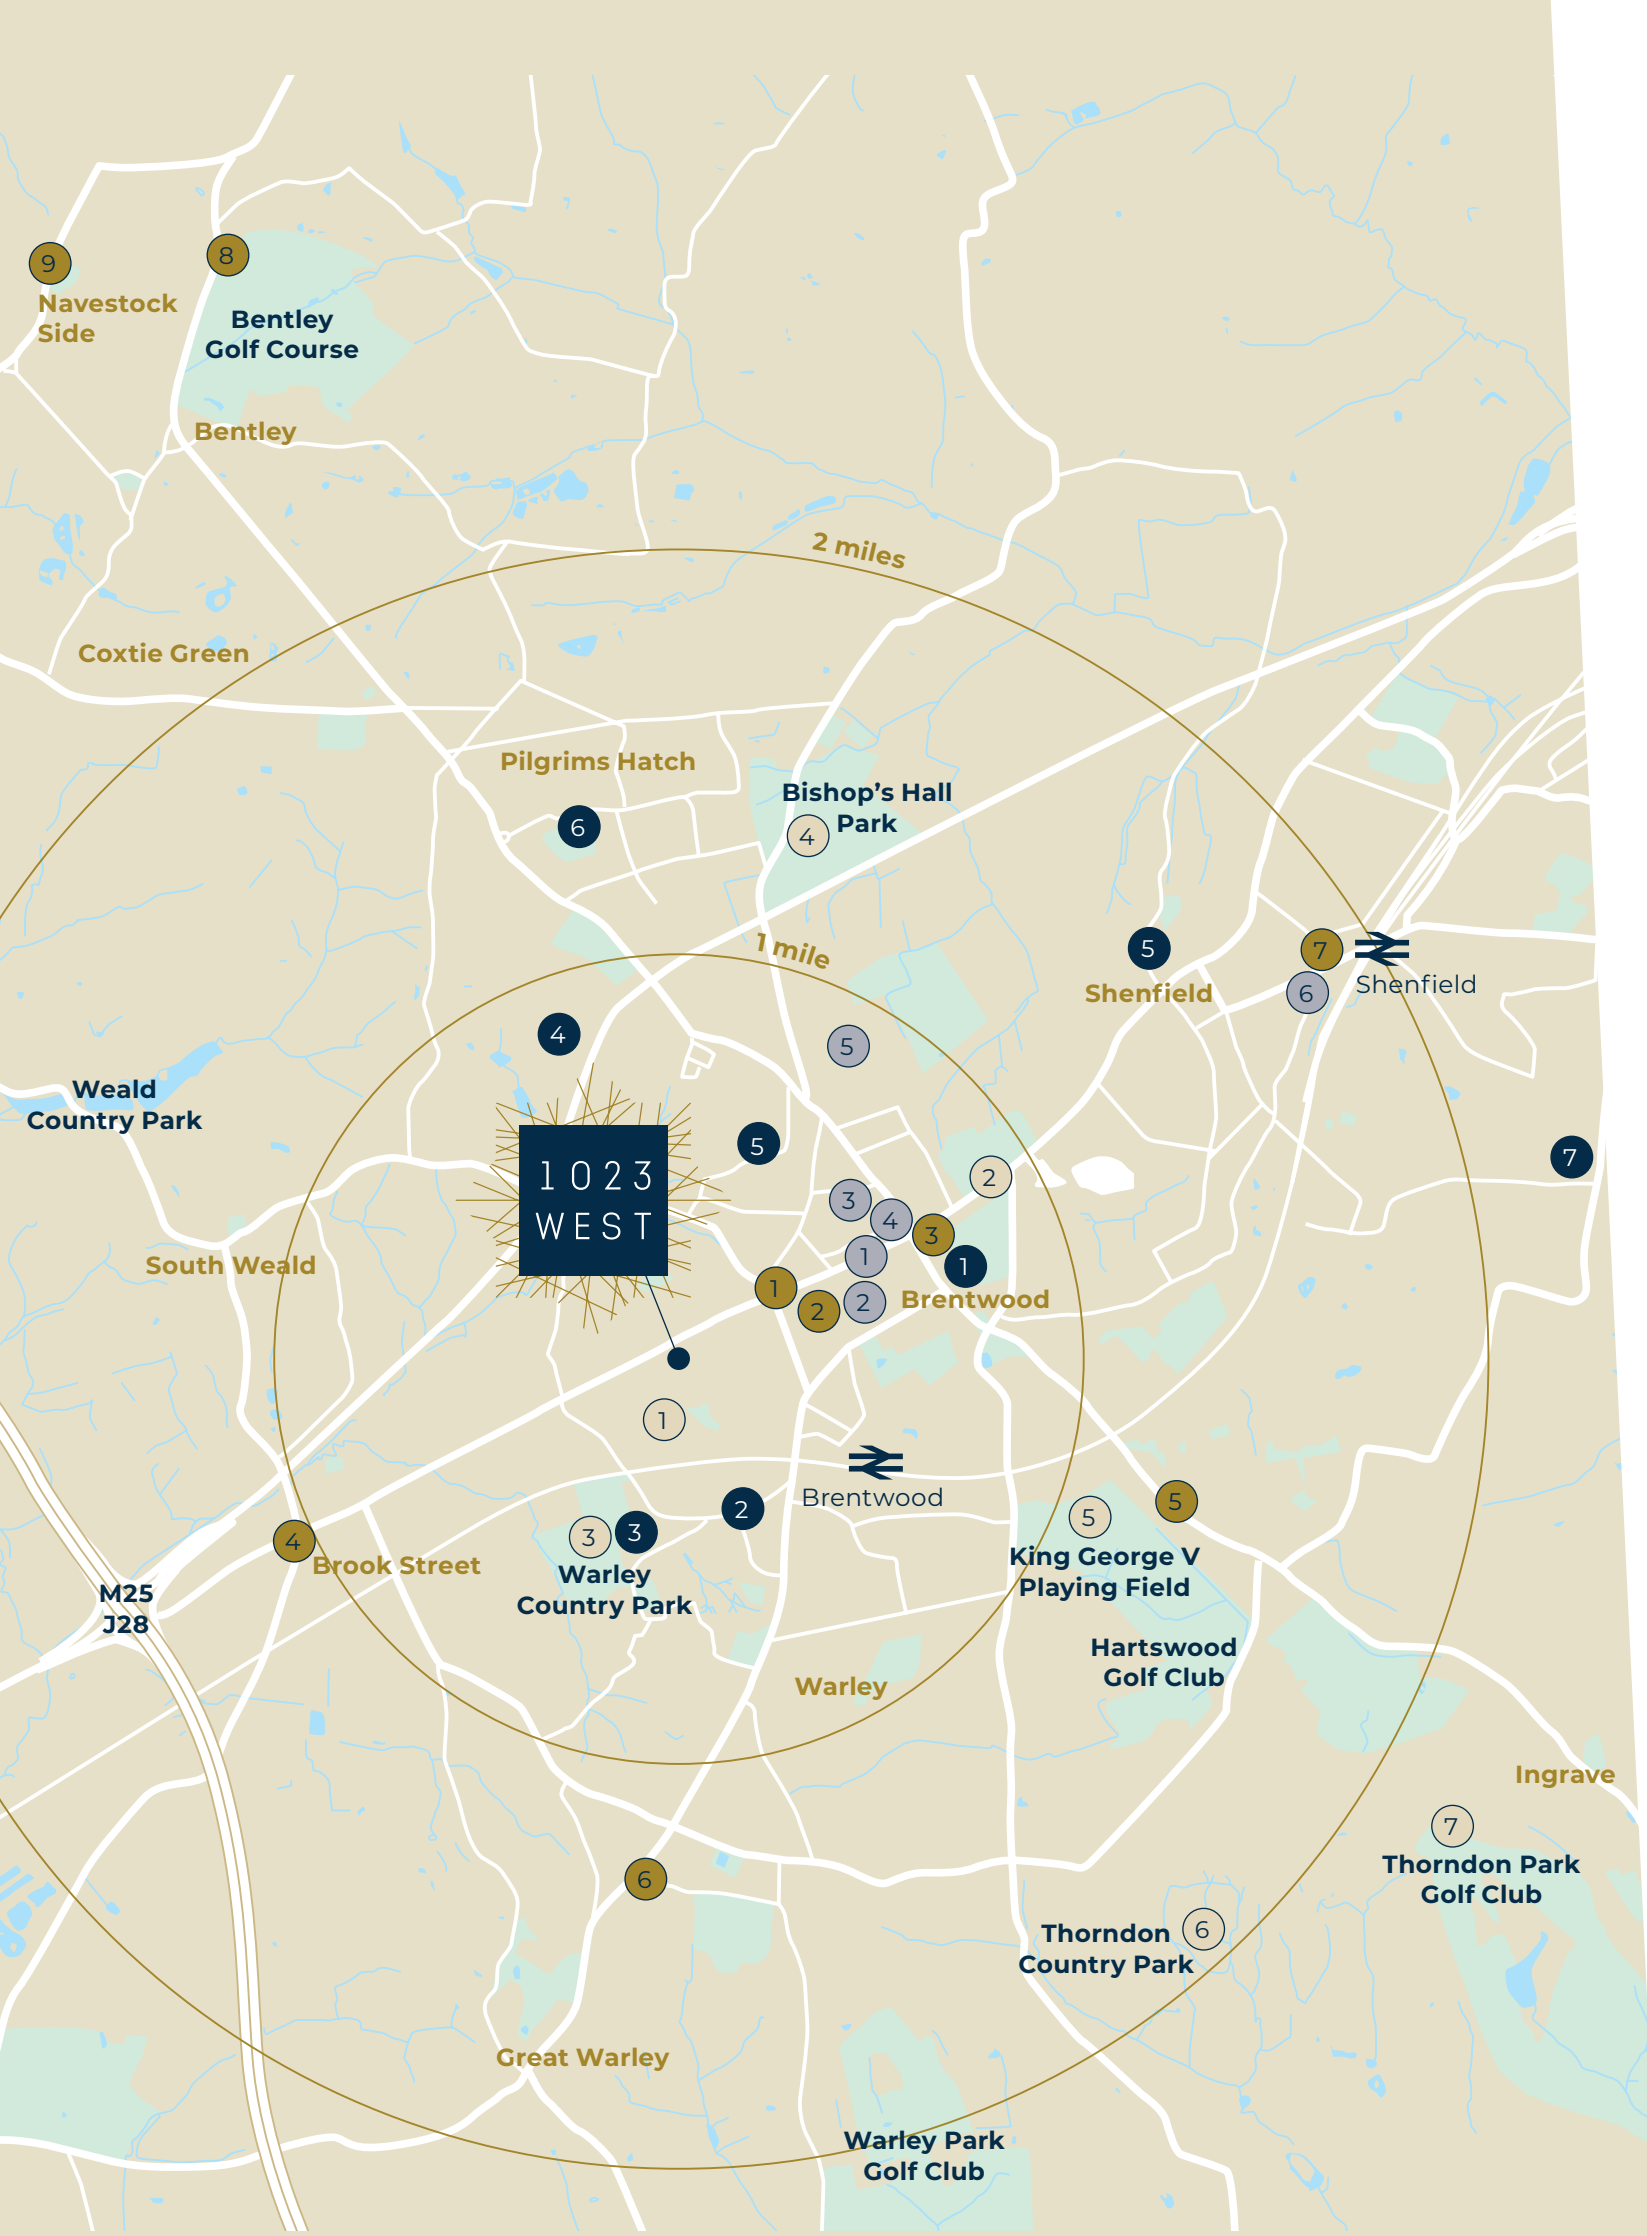 9
8
Navestock
Side
Bentley
Golf Course
Bentley
2 miles
Coxtie Green
Pilgrims Hatch
6
Bishop’s Hall
Park
4
1 mile
5
7
6
Shenfield
Shenfield
4
5
Weald
Country Park
1023
WEST
5
2
7
3
4
3
1
1
South Weald
1
2
2
Brentwood
1
Brentwood
2
3
3
4
Brook Street
Warley
Country Park
5
5
King George V
Playing Field
M25
J28
Hartswood
Golf Club
Warley
Ingrave
7
Thorndon Park
Golf Club
6
Thorndon
Country Park
6
Great Warley
Warley Park
Golf Club